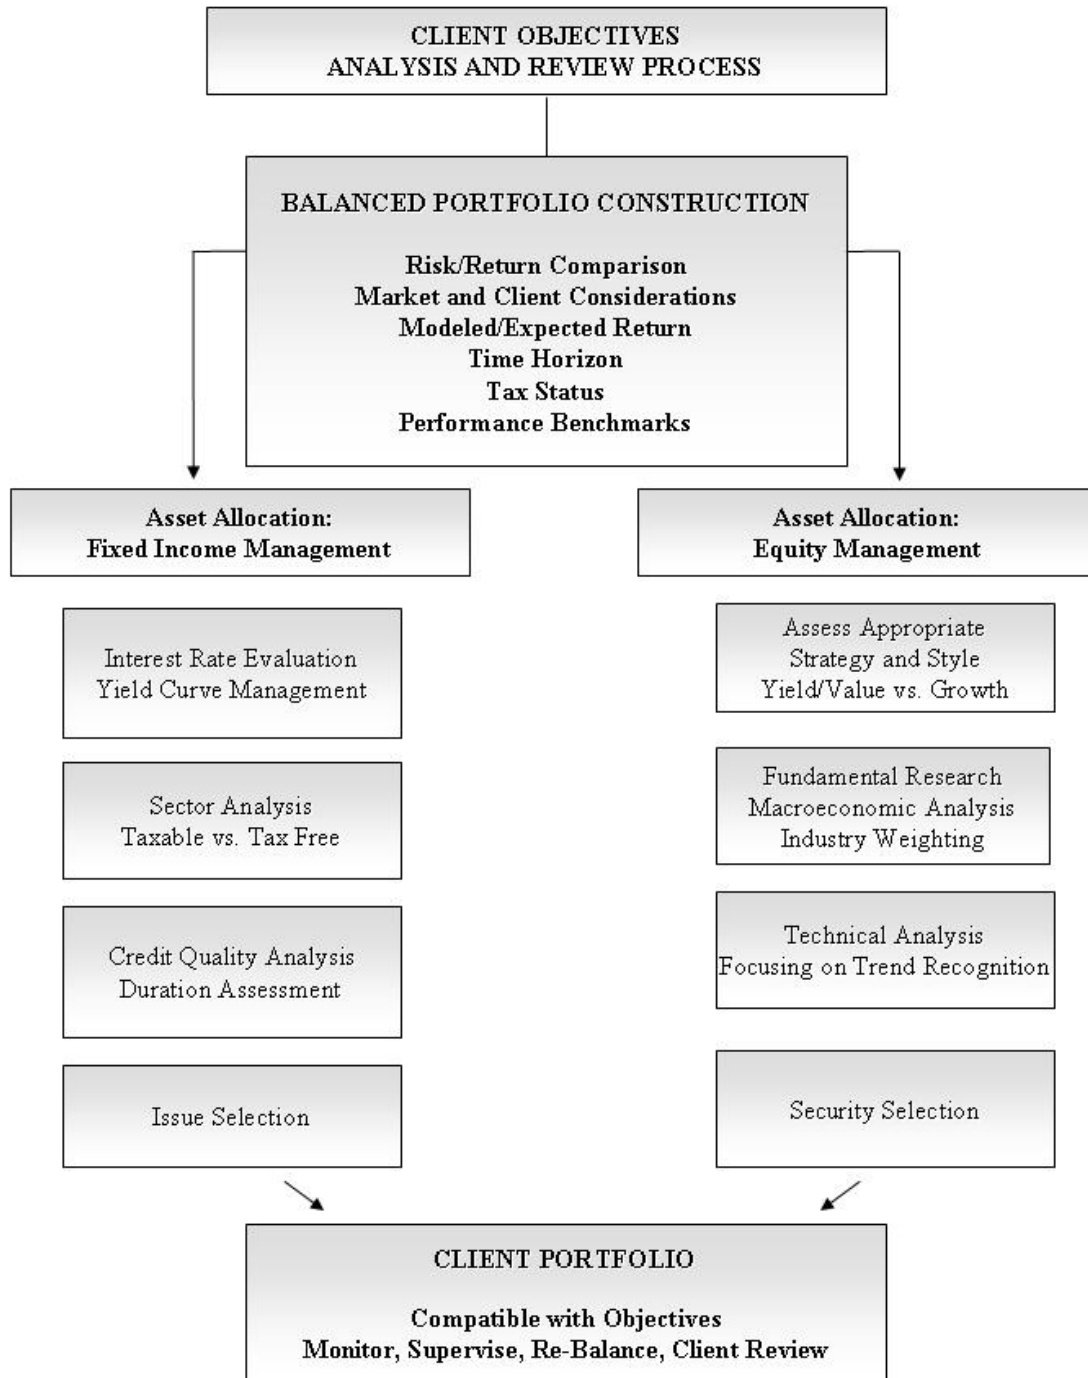 CLIENT OBJECTIVES
ANALYSIS AND REVIEW PROCESS
BALANCED PORTFOLIO CONSTRUCTION
Risk/Return Comparison
Market and Client Considerations
Modeled/Expected Return
Time Horizon
Tax Status
Performance Benchmarks
Asset Allocation:
Fixed Income Management
Interest Rate Evaluation
Yield Curve Management
Sector Analysis
Taxable vs. Tax Free
Credit Quality Analysis
Duration Assessment
Issue Selection
Asset Allocation:
Equity Management
Assess Appropriate
Strategy and Style
Yield/Value vs. Growth
Fundamental Research
Macroeconomic Analysis
Industry Weighting
Technical Analysis
Focusing on Trend Recognition
Security Selection
CLIENT PORTFOLIO
Compatible with Objectives
Monitor, Supervise, Re-Balance, Client Review